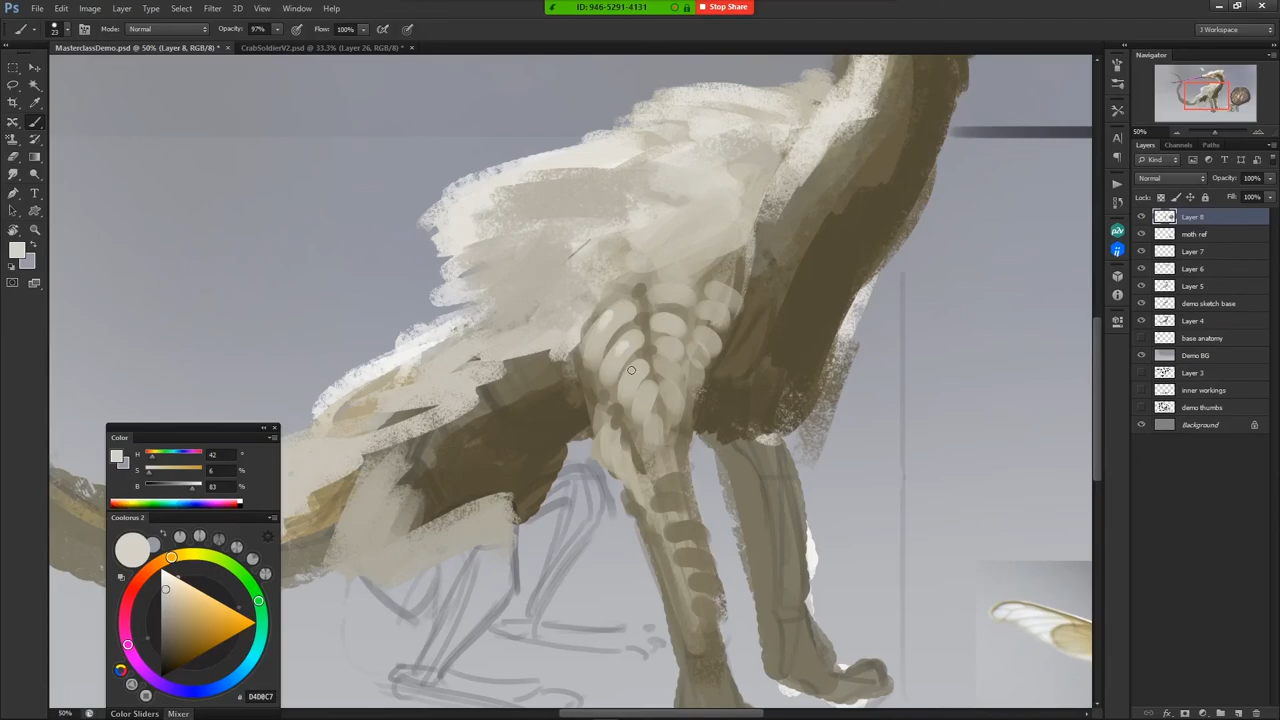 Ps File Edit Image Layer Type Select Filter 3D View Window Help
ID: 946-5291-4131 Stop Share
23 Mode: Normal Opacity: 97% Flow: 100% J Workspace
MasterclassDemo.psd @ 50% (Layer 8, RGB/8) * × CrabSoldierV2.psd @ 33.3% (Layer 26, RGB/8) * ×
Navigator
50%
Layers Channels Paths
Kind
Normal Opacity: 100%
Lock: Fill: 100%
Layer 8
moth ref
Layer 7
Layer 6
Layer 5
demo sketch base
Layer 4
base anatomy
Demo BG
Layer 3
inner workings
demo thumbs
Background
Color
H 42 °
S 6 %
B 83 %
Coloorus 2
# D4D0C7
Color Sliders Mixer
50%